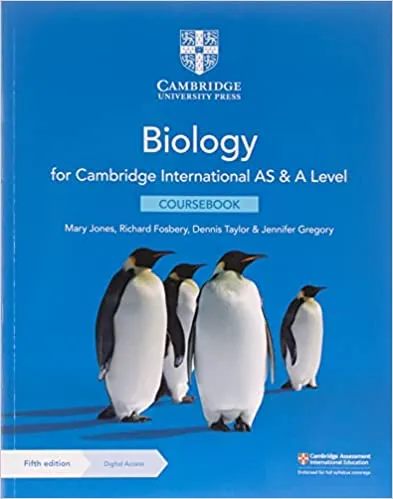 CAMBRIDGE
UNIVERSITY PRESS
Biology
for Cambridge International AS & A Level
COURSEBOOK
Mary Jones, Richard Fosbery, Dennis Taylor & Jennifer Gregory
Fifth edition
Digital Access
Cambridge Assessment
International Education
Endorsed for full syllabus coverage